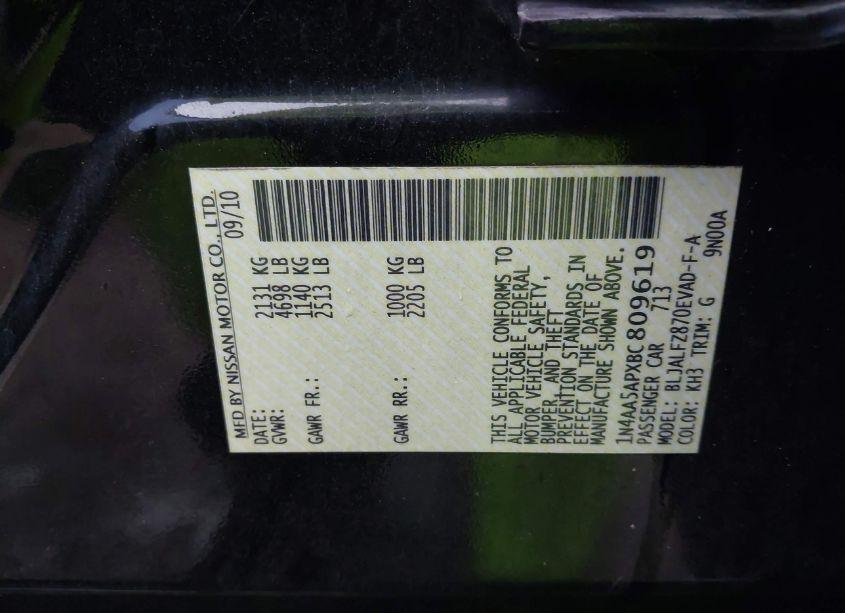 MFD BY NISSAN MOTOR CO., LTD.
DATE: 09/10
GVWR: 2131 KG
4698 LB
GAWR FR.: 1140 KG
2513 LB
GAWR RR.: 1000 KG
2205 LB
THIS VEHICLE CONFORMS TO
ALL APPLICABLE FEDERAL
MOTOR VEHICLE SAFETY,
BUMPER, AND THEFT
PREVENTION STANDARDS IN
EFFECT ON THE DATE OF
MANUFACTURE SHOWN ABOVE.
1N4AA5APXBC809619
PASSENGER CAR 713
MODEL: BLJALFZ870EVAD-F-A
COLOR: KH3 TRIM: G 9N00A